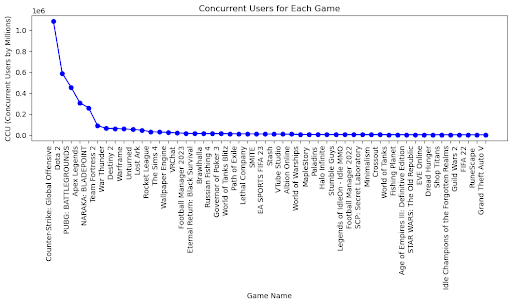 Concurrent Users for Each Game
1e6
CCU (Concurrent Users by Millions)
1.0
0.8
0.6
0.4
0.2
0.0
Counter-Strike: Global Offensive
Dota 2
PUBG: BATTLEGROUNDS
Apex Legends
NARAKA: BLADEPOINT
Team Fortress 2
War Thunder
Destiny 2
Warframe
Unturned
Lost Ark
Rocket League
The Sims 4
Wallpaper Engine
VRChat
Football Manager 2023
Eternal Return: Black Survival
Brawlhalla
Russian Fishing 4
Governor of Poker 3
World of Tanks Blitz
Path of Exile
Lethal Company
SMITE
EA SPORTS FIFA 23
Stash
VTube Studio
Albion Online
World of Warships
MapleStory
Paladins
Halo Infinite
Stumble Guys
Legends of IdleOn - Idle MMO
Football Manager 2022
SCP: Secret Laboratory
Minimalism
Crossout
World of Tanks
Fishing Planet
Age of Empires III: Definitive Edition
STAR WARS: The Old Republic
EVE Online
Dread Hunger
Shop Titans
Idle Champions of the Forgotten Realms
Guild Wars 2
FIFA 22
RuneScape
Grand Theft Auto V
Game Name